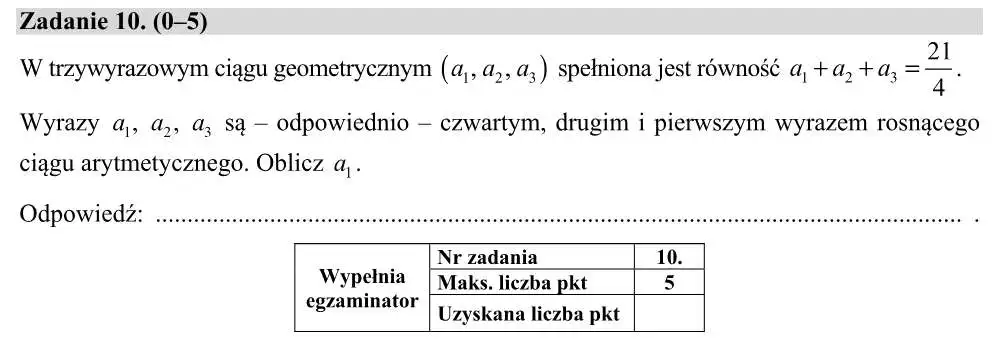 Zadanie 10. (0–5)
W trzywyrazowym ciągu geometrycznym (a₁, a₂, a₃) spełniona jest równość a₁ + a₂ + a₃ = 21/4.
Wyrazy a₁, a₂, a₃ są – odpowiednio – czwartym, drugim i pierwszym wyrazem rosnącego
ciągu arytmetycznego. Oblicz a₁.
Odpowiedź: .................................................................................................................................. .
Nr zadania 10.
Wypełnia
egzaminator
Maks. liczba pkt 5
Uzyskana liczba pkt